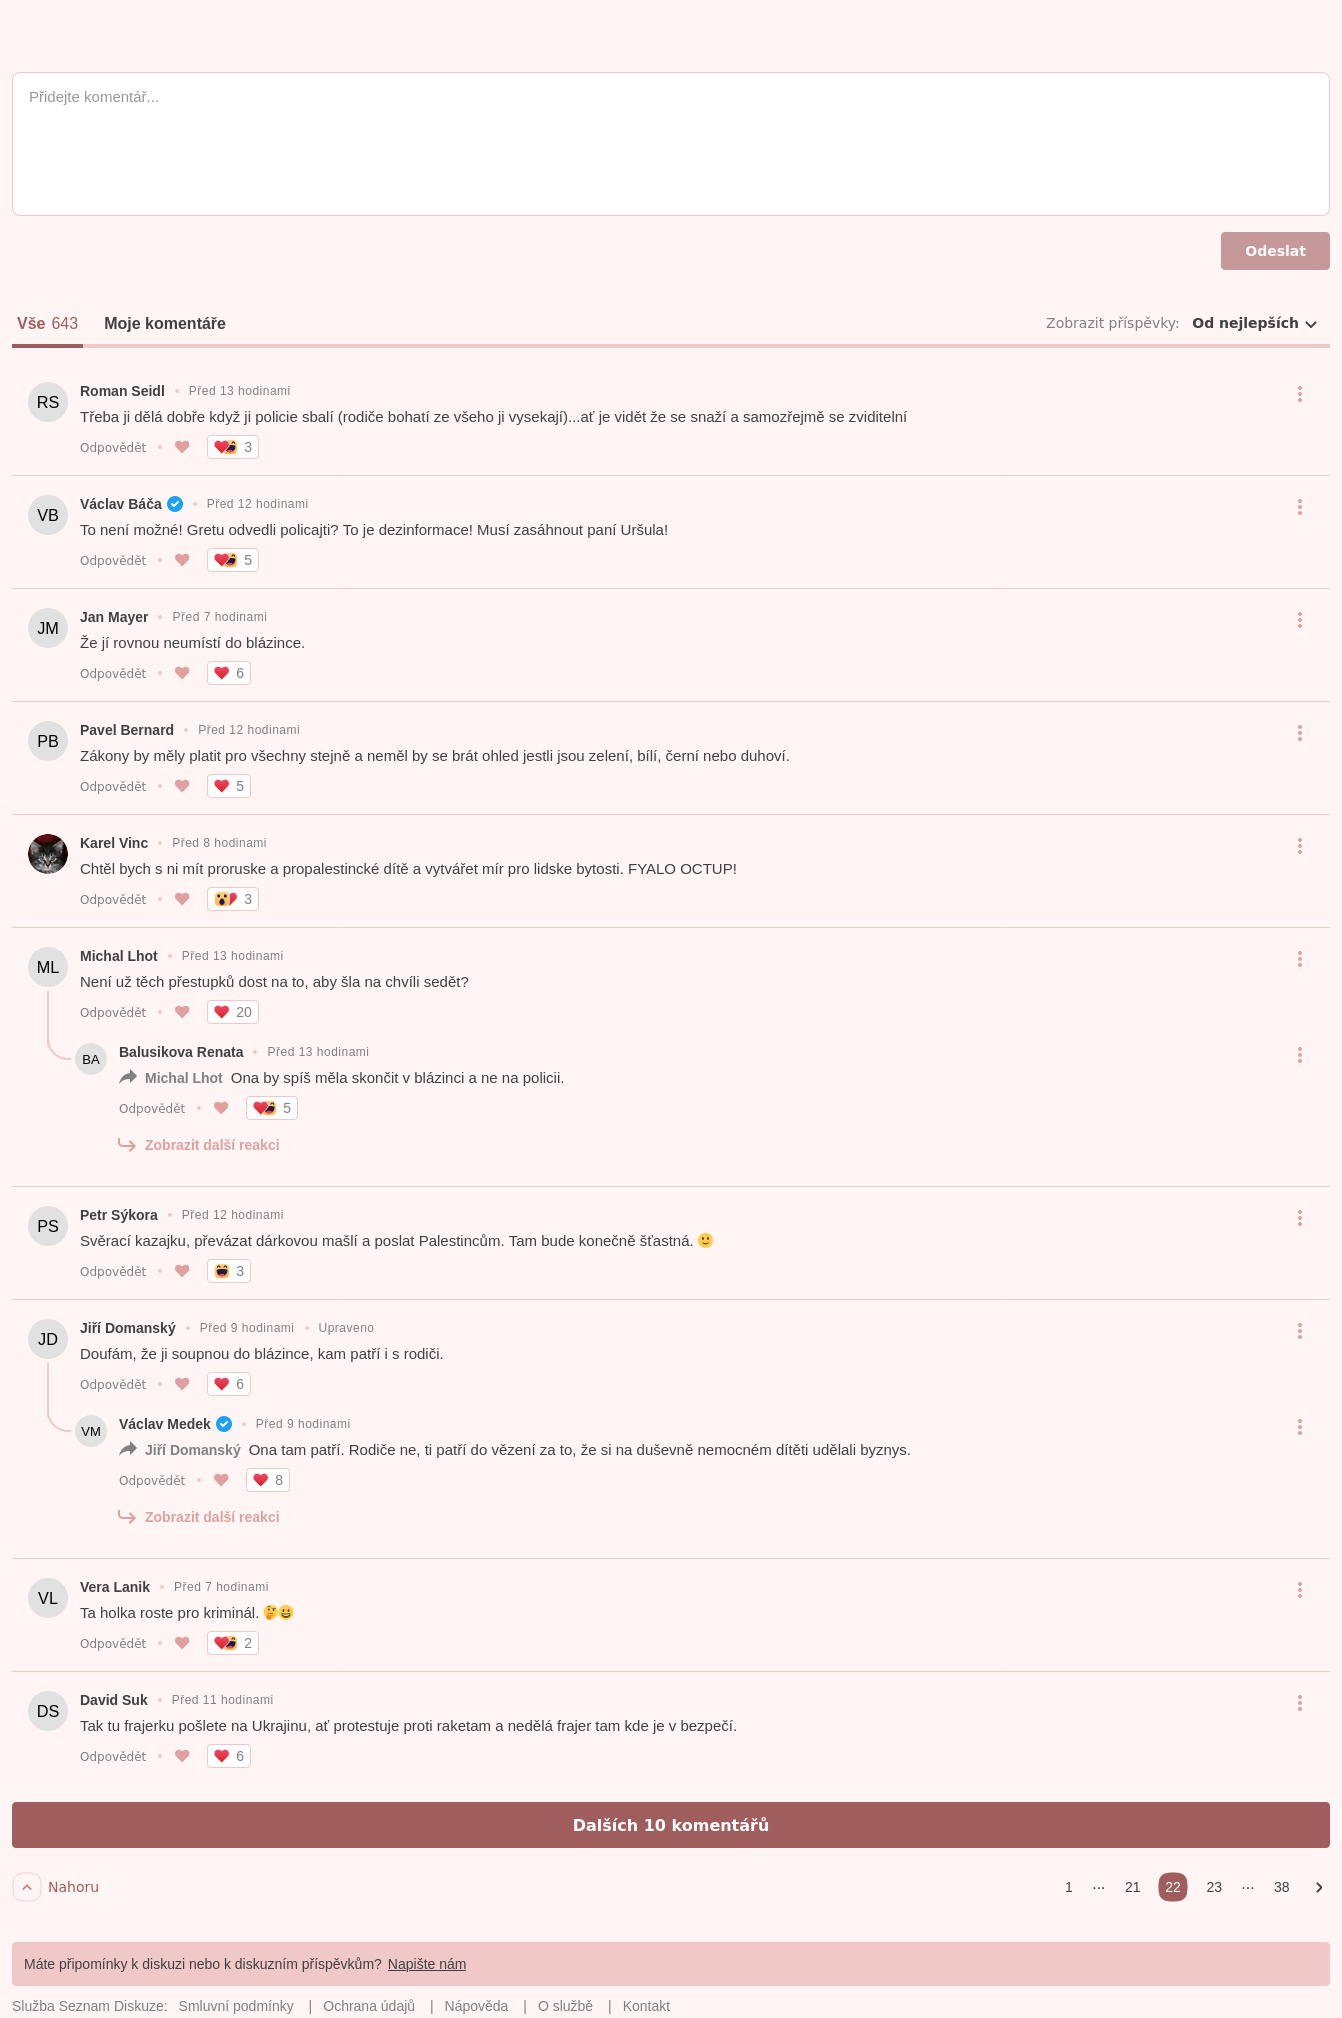 Přidejte komentář...
Odeslat
Vše 643 Moje komentáře Zobrazit příspěvky: Od nejlepších
RS Roman Seidl • Před 13 hodinami
Třeba ji dělá dobře když ji policie sbalí (rodiče bohatí ze všeho ji vysekají)...ať je vidět že se snaží a samozřejmě se zviditelní
Odpovědět • 3
VB Václav Báča • Před 12 hodinami
To není možné! Gretu odvedli policajti? To je dezinformace! Musí zasáhnout paní Uršula!
Odpovědět • 5
JM Jan Mayer • Před 7 hodinami
Že jí rovnou neumístí do blázince.
Odpovědět • 6
PB Pavel Bernard • Před 12 hodinami
Zákony by měly platit pro všechny stejně a neměl by se brát ohled jestli jsou zelení, bílí, černí nebo duhoví.
Odpovědět • 5
Karel Vinc • Před 8 hodinami
Chtěl bych s ni mít proruske a propalestincké dítě a vytvářet mír pro lidske bytosti. FYALO OCTUP!
Odpovědět • 3
ML Michal Lhot • Před 13 hodinami
Není už těch přestupků dost na to, aby šla na chvíli sedět?
Odpovědět • 20
BA Balusikova Renata • Před 13 hodinami
Michal Lhot Ona by spíš měla skončit v blázinci a ne na policii.
Odpovědět • 5
Zobrazit další reakci
PS Petr Sýkora • Před 12 hodinami
Svěrací kazajku, převázat dárkovou mašlí a poslat Palestincům. Tam bude konečně šťastná. 🙂
Odpovědět • 3
JD Jiří Domanský • Před 9 hodinami • Upraveno
Doufám, že ji soupnou do blázince, kam patří i s rodiči.
Odpovědět • 6
VM Václav Medek • Před 9 hodinami
Jiří Domanský Ona tam patří. Rodiče ne, ti patří do vězení za to, že si na duševně nemocném dítěti udělali byznys.
Odpovědět • 8
Zobrazit další reakci
VL Vera Lanik • Před 7 hodinami
Ta holka roste pro kriminál. 🤔😀
Odpovědět • 2
DS David Suk • Před 11 hodinami
Tak tu frajerku pošlete na Ukrajinu, ať protestuje proti raketam a nedělá frajer tam kde je v bezpečí.
Odpovědět • 6
Dalších 10 komentářů
Nahoru 1 ··· 21 22 23 ··· 38
Máte připomínky k diskuzi nebo k diskuzním příspěvkům? Napište nám
Služba Seznam Diskuze: Smluvní podmínky | Ochrana údajů | Nápověda | O službě | Kontakt